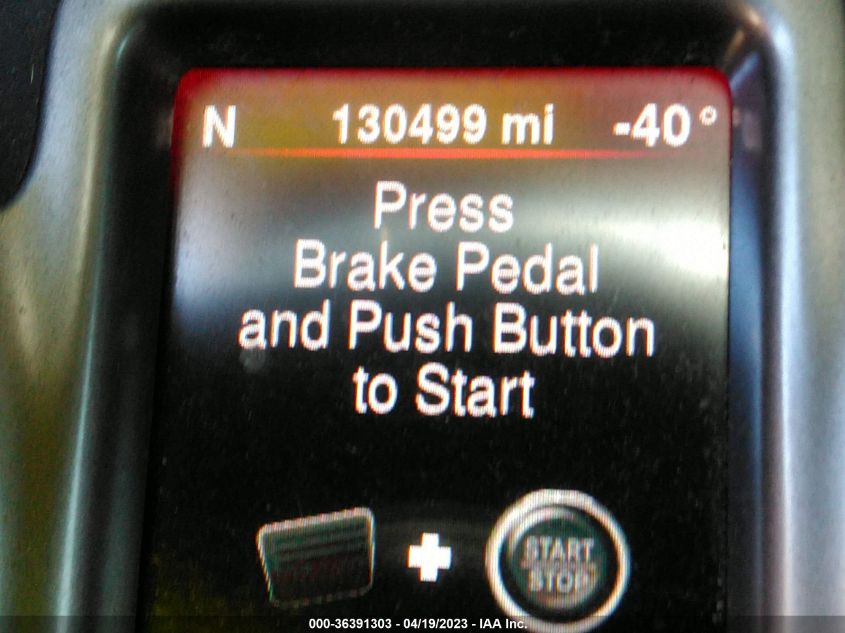 N 130499 mi -40°
Press
Brake Pedal
and Push Button
to Start
START
STOP
000-36391303 - 04/19/2023 - IAA Inc.